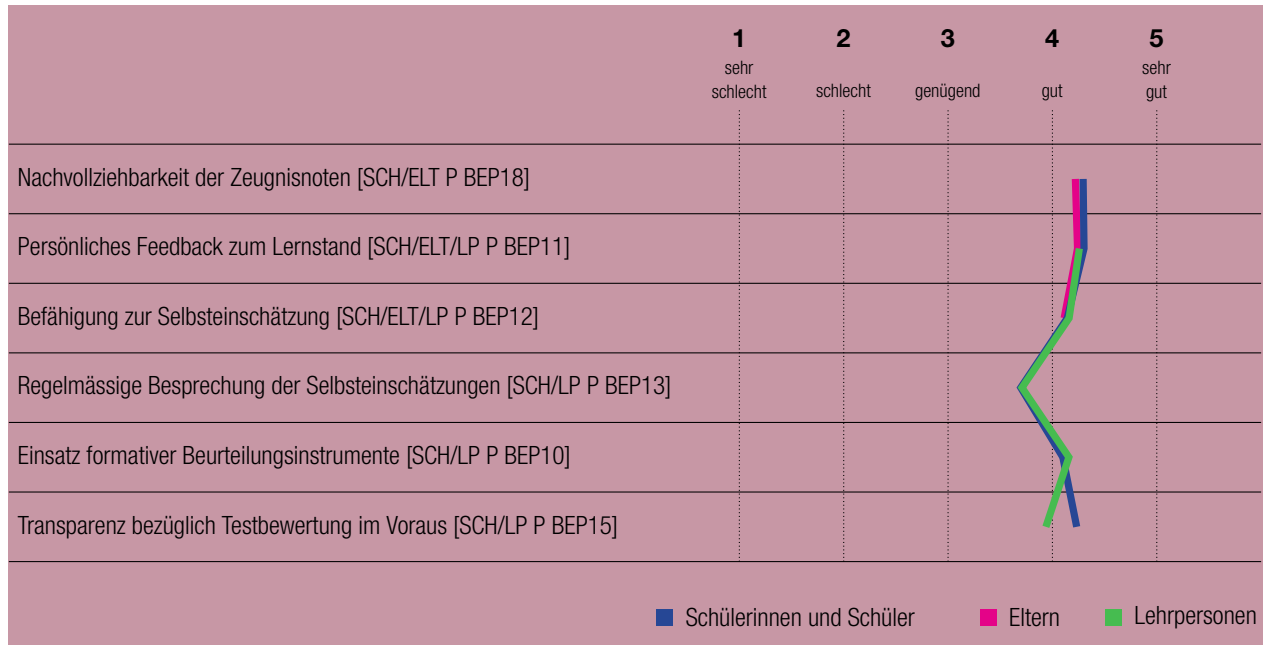 1 2 3 4 5
sehr sehr
schlecht schlecht genügend gut gut
Nachvollziehbarkeit der Zeugnisnoten [SCH/ELT P BEP18]
Persönliches Feedback zum Lernstand [SCH/ELT/LP P BEP11]
Befähigung zur Selbsteinschätzung [SCH/ELT/LP P BEP12]
Regelmässige Besprechung der Selbsteinschätzungen [SCH/LP P BEP13]
Einsatz formativer Beurteilungsinstrumente [SCH/LP P BEP10]
Transparenz bezüglich Testbewertung im Voraus [SCH/LP P BEP15]
Schülerinnen und Schüler Eltern Lehrpersonen